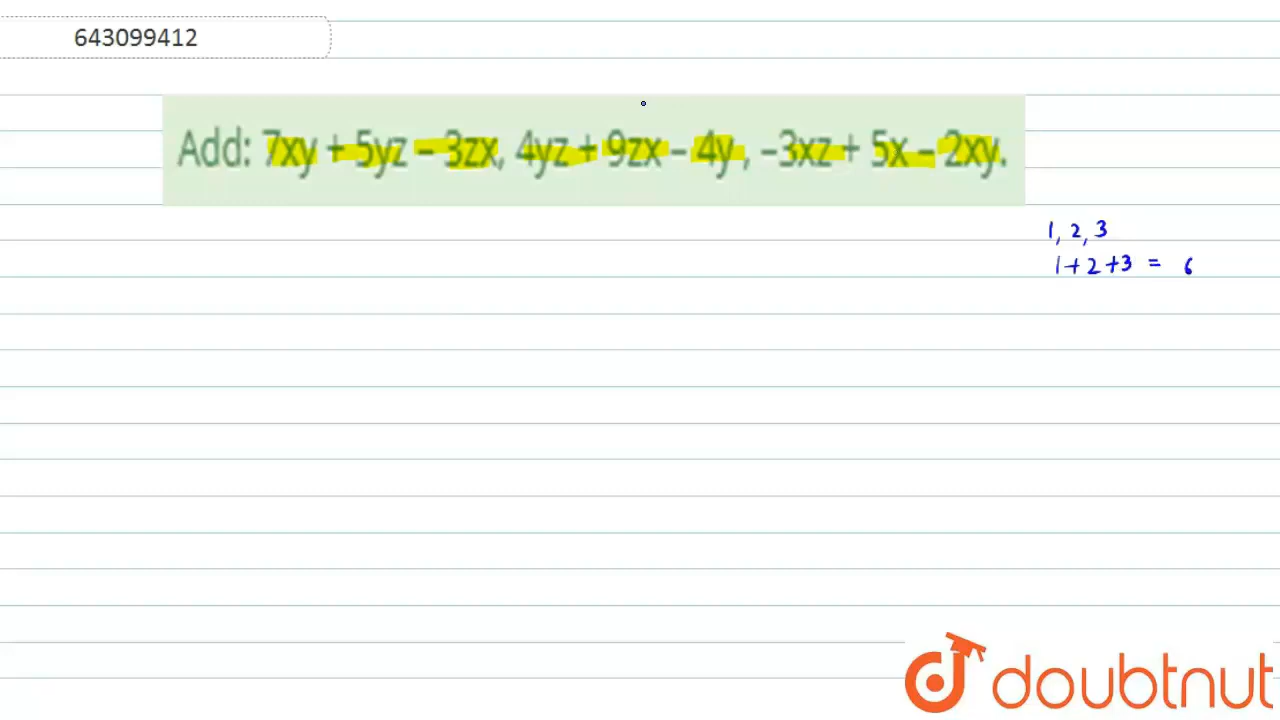 643099412
Add: 7xy + 5yz – 3zx, 4yz + 9zx – 4y , –3xz + 5x – 2xy.
1, 2, 3
1 + 2 + 3 = 6
doubtnut